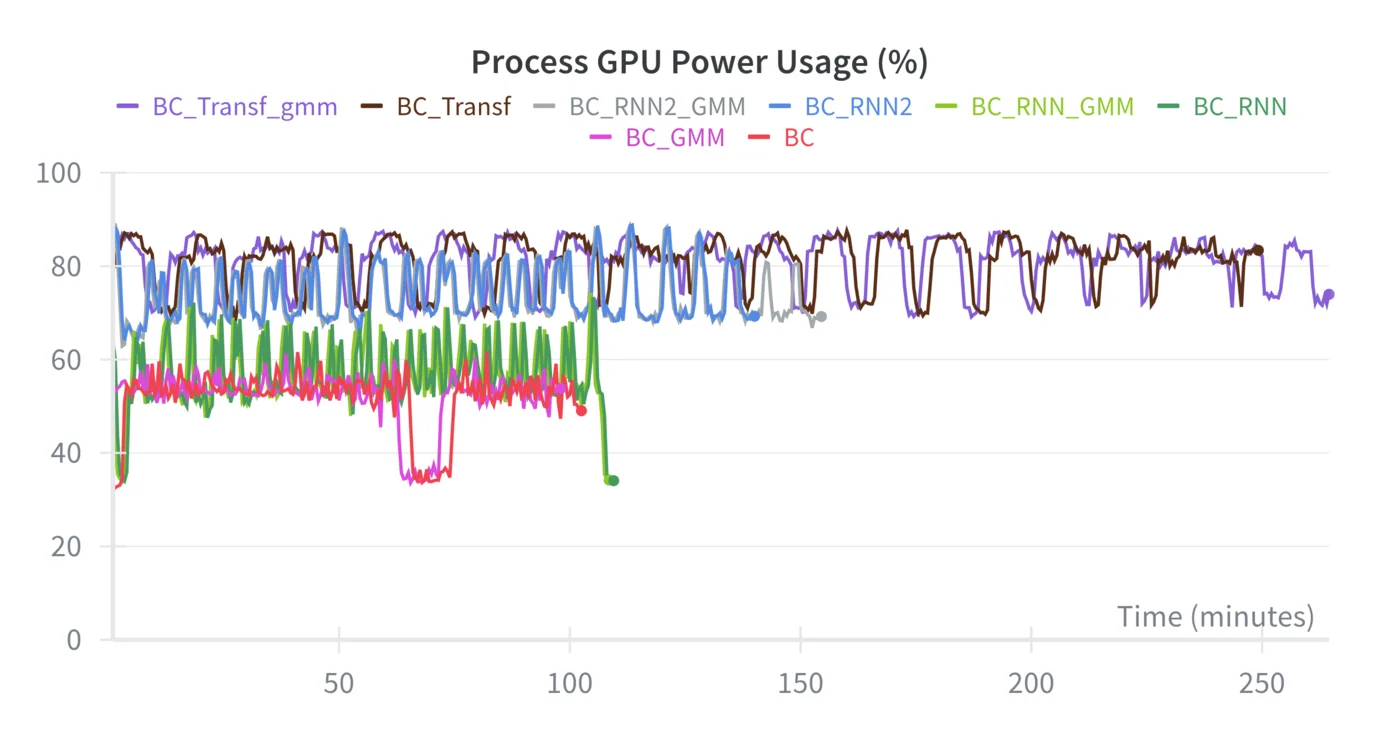 Process GPU Power Usage (%)
BC_Transf_gmm BC_Transf BC_RNN2_GMM BC_RNN2 BC_RNN_GMM BC_RNN
BC_GMM BC
100
80
60
40
20
0
Time (minutes)
50 100 150 200 250